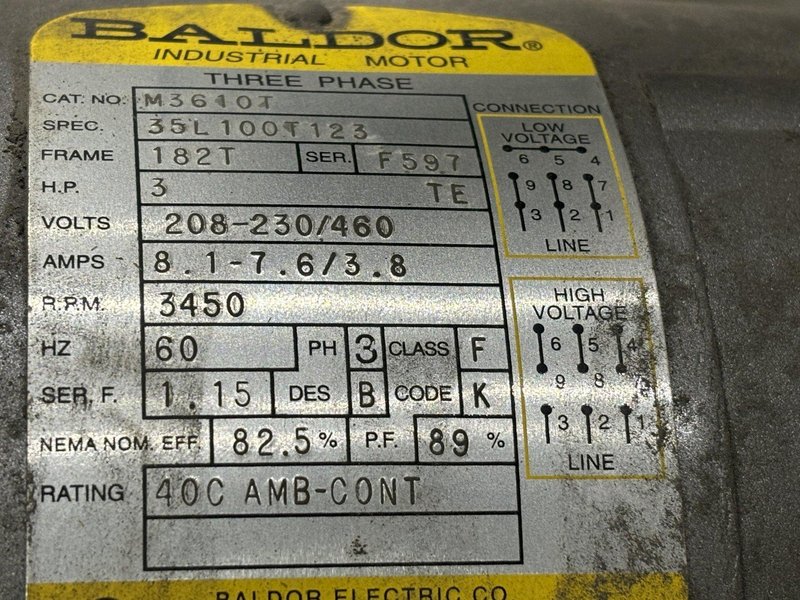 BALDOR®
INDUSTRIAL MOTOR
THREE PHASE
CAT. NO. M3610T
SPEC. 35L100T123
FRAME 182T SER. F597
H.P. 3 TE
VOLTS 208-230/460
AMPS 8.1-7.6/3.8
R.P.M. 3450
HZ 60 PH 3 CLASS F
SER. F. 1.15 DES B CODE K
NEMA NOM. EFF. 82.5 % P.F. 89 %
RATING 40C AMB-CONT
CONNECTION
LOW
VOLTAGE
6 5 4
9 8 7
3 2 1
LINE
HIGH
VOLTAGE
6 5 4
9 8
3 2 1
LINE
BALDOR ELECTRIC CO